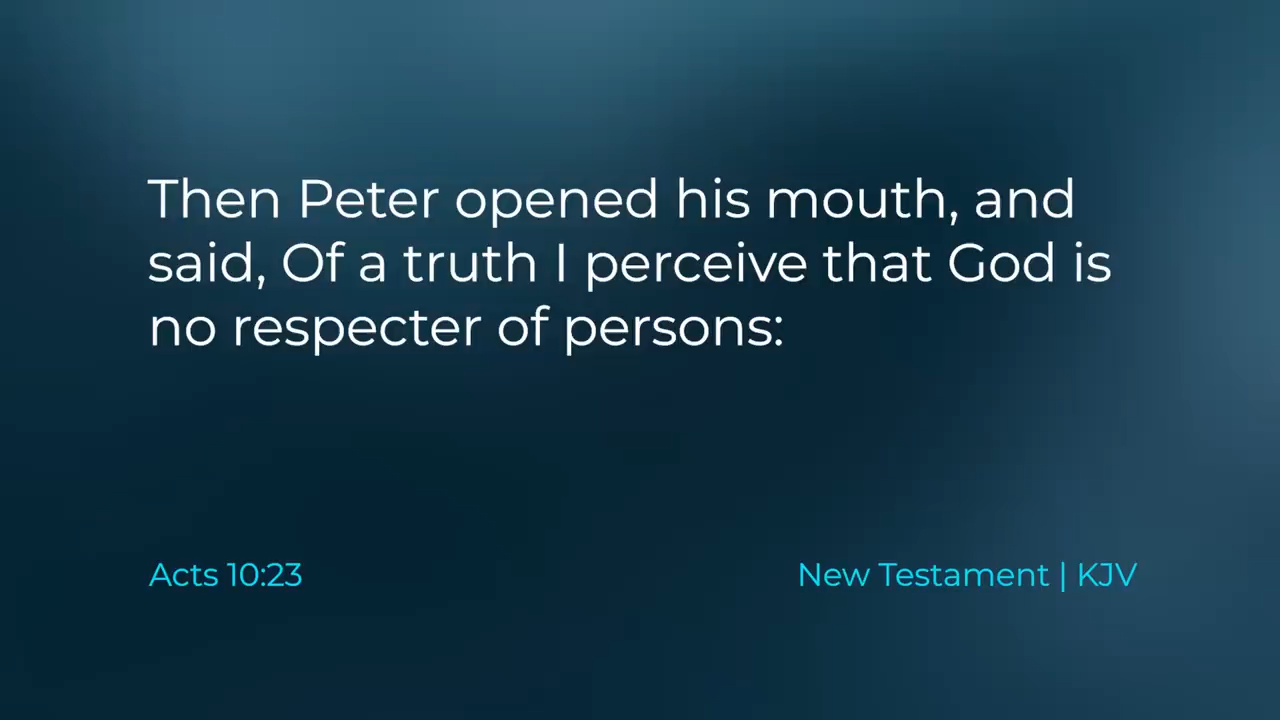 Then Peter opened his mouth, and
said, Of a truth I perceive that God is
no respecter of persons:
Acts 10:23
New Testament | KJV